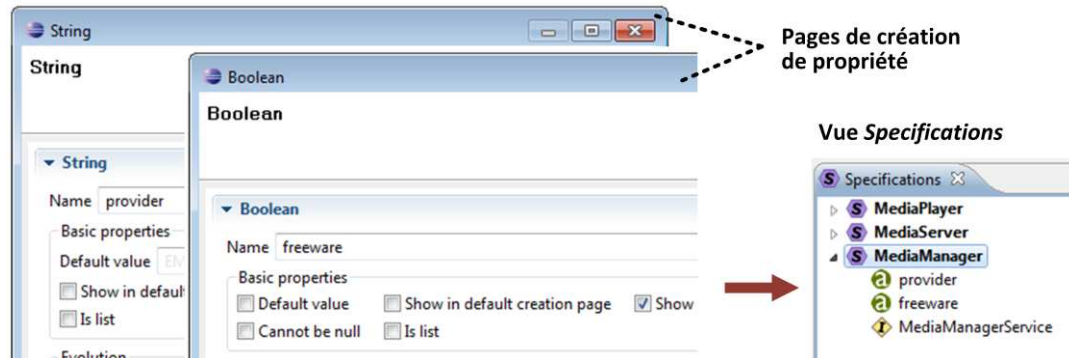 String
String
String
Name provider
Basic properties
Default value EM
Show in default
Is list
Evolution
Boolean
Boolean
Boolean
Name freeware
Basic properties
Default value Show in default creation page Show
Cannot be null Is list
Pages de création
de propriété
Vue Specifications
Specifications
MediaPlayer
MediaServer
MediaManager
provider
freeware
MediaManagerService